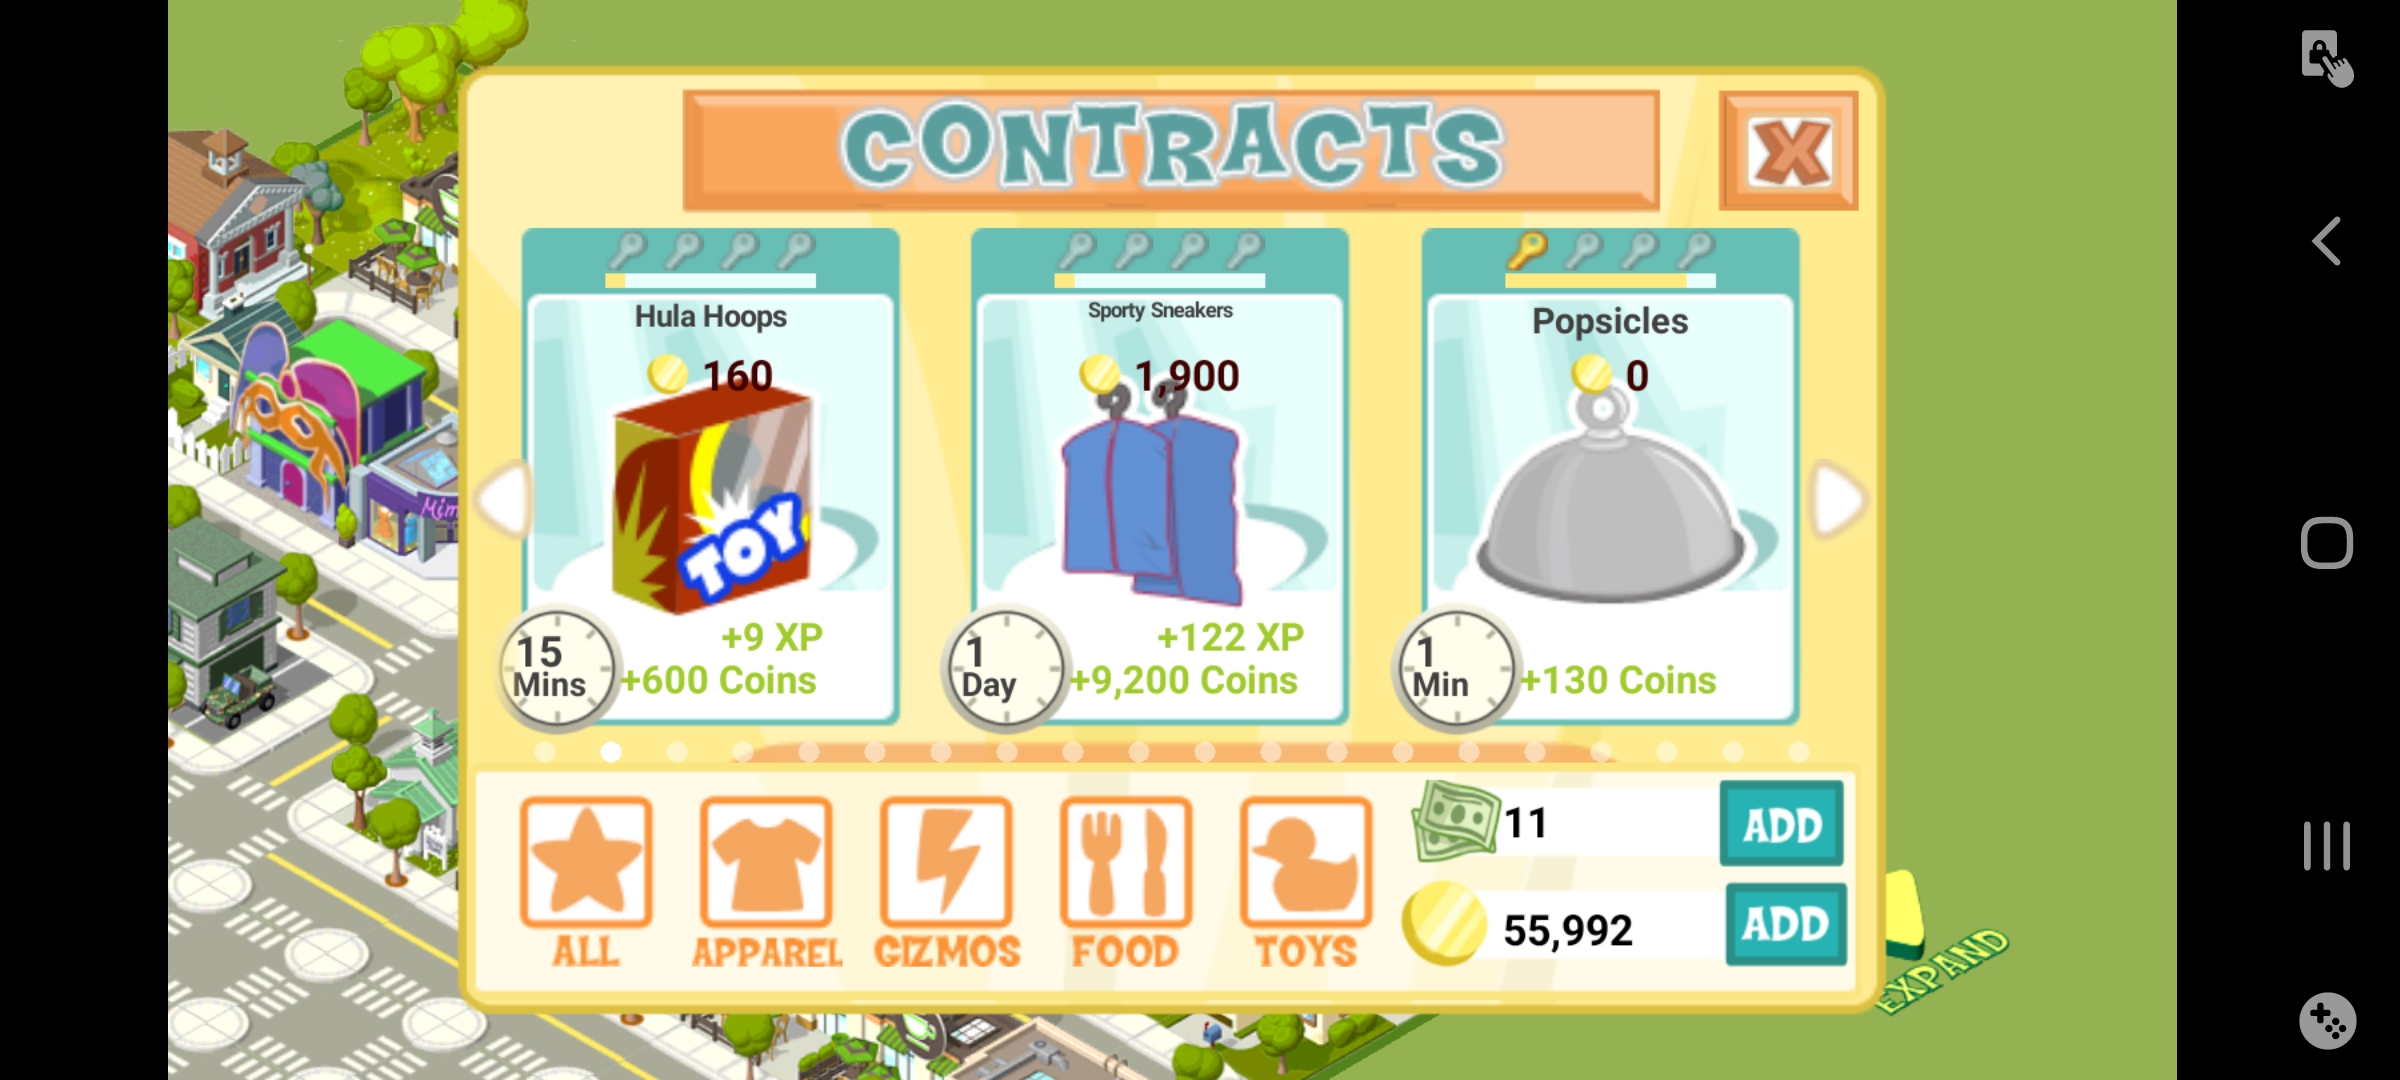 CONTRACTS
X
Hula Hoops
160
TOY
15
Mins
+9 XP
+600 Coins
Sporty Sneakers
1,900
1
Day
+122 XP
+9,200 Coins
Popsicles
0
1
Min
+130 Coins
Mim
ALL
APPAREL
GIZMOS
FOOD
TOYS
11
ADD
55,992
ADD
EXPAND